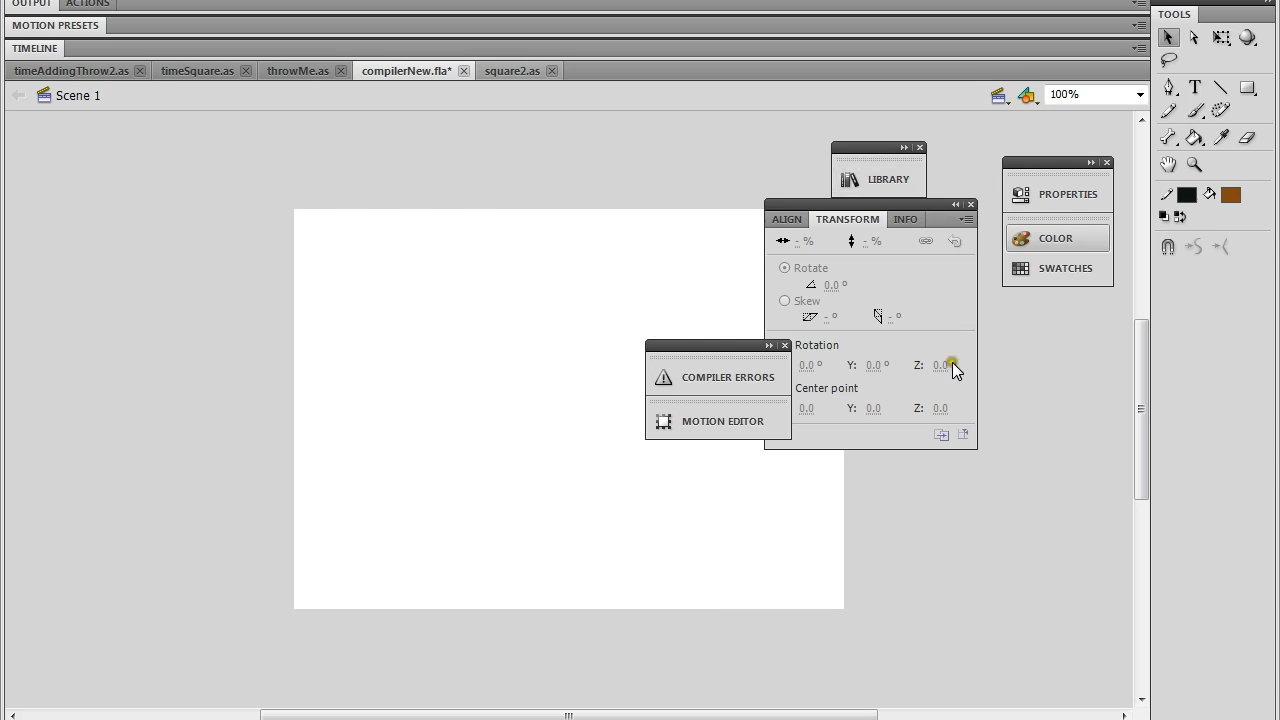 OUTPUT ACTIONS
MOTION PRESETS
TIMELINE
timeAddingThrow2.as timeSquare.as throwMe.as compilerNew.fla* square2.as
Scene 1
100%
TOOLS
LIBRARY
PROPERTIES
COLOR
SWATCHES
ALIGN TRANSFORM INFO
- % - %
Rotate
0.0 °
Skew
- ° - °
Rotation
0.0 ° Y: 0.0 ° Z: 0.0
Center point
0.0 Y: 0.0 Z: 0.0
COMPILER ERRORS
MOTION EDITOR
T